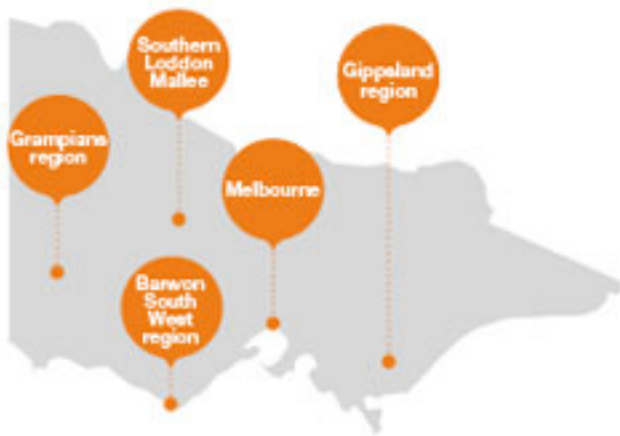 Southern
Loddon
Mallee
Gippsland
region
Grampians
region
Melbourne
Barwon
South
West
region